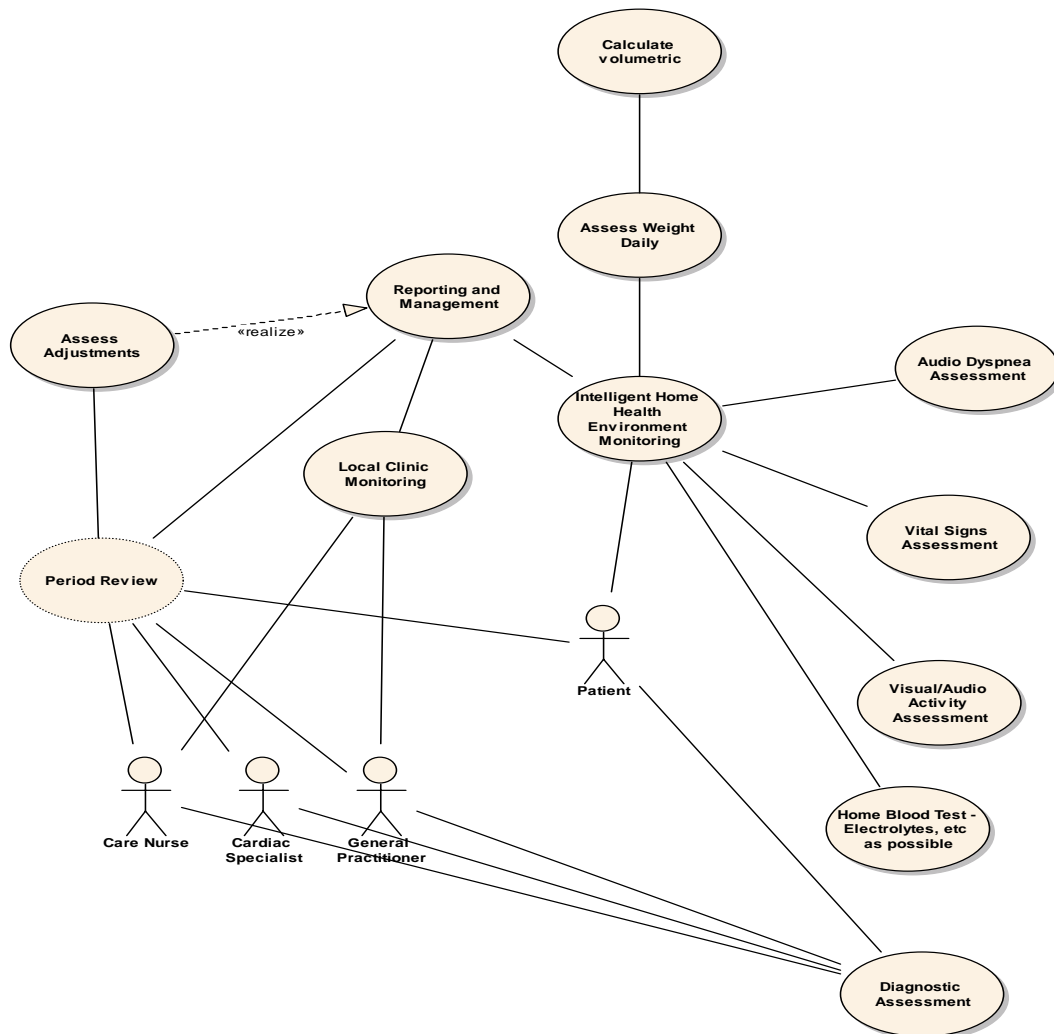 Calculate
volumetric
Assess Weight
Daily
Reporting and
Management
«realize»
Assess
Adjustments
Audio Dyspnea
Assessment
Intelligent Home
Health
Environment
Monitoring
Local Clinic
Monitoring
Vital Signs
Assessment
Period Review
Patient
Visual/Audio
Activity
Assessment
Home Blood Test -
Electrolytes, etc
as possible
Care Nurse
Cardiac
Specialist
General
Practitioner
Diagnostic
Assessment